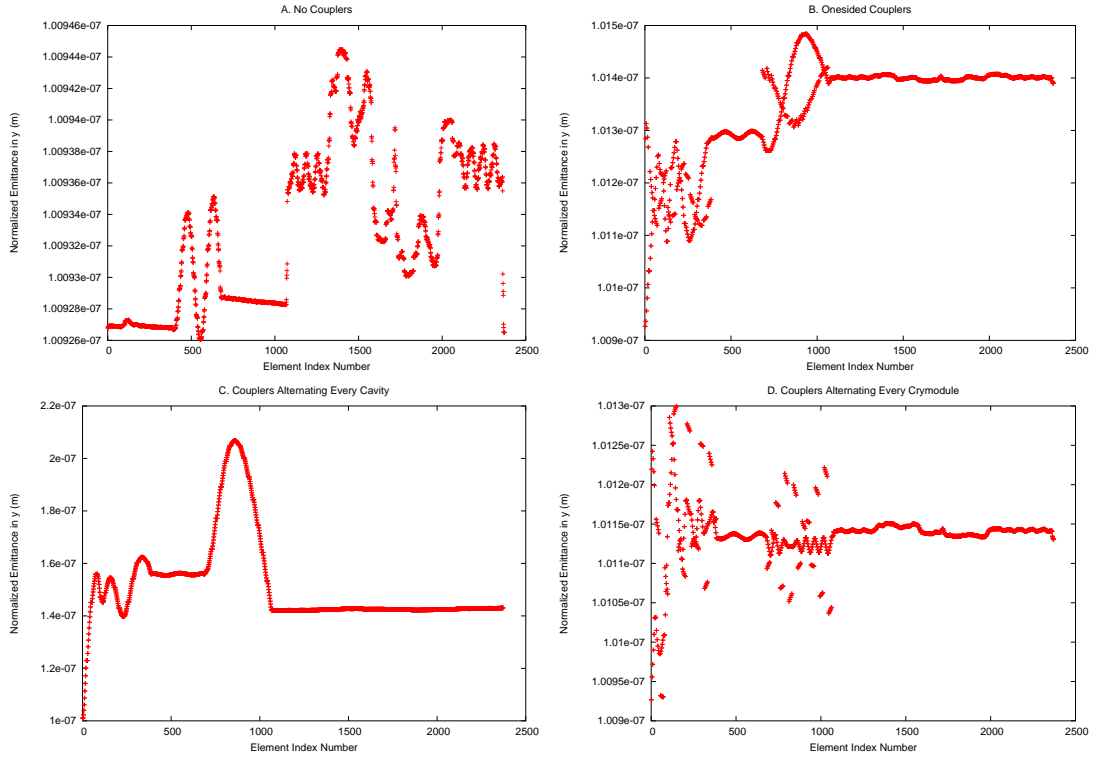 A. No Couplers
1.00946e-07
1.00944e-07
1.00942e-07
1.0094e-07
1.00938e-07
1.00936e-07
1.00934e-07
1.00932e-07
1.0093e-07
1.00928e-07
1.00926e-07
Normalized Emittance in y (m)
0 500 1000 1500 2000 2500
Element Index Number
B. Onesided Couplers
1.015e-07
1.014e-07
1.013e-07
1.012e-07
1.011e-07
1.01e-07
1.009e-07
Normalized Emittance in y (m)
0 500 1000 1500 2000 2500
Element Index Number
C. Couplers Alternating Every Cavity
2.2e-07
2e-07
1.8e-07
1.6e-07
1.4e-07
1.2e-07
1e-07
Normalized Emittance in y (m)
0 500 1000 1500 2000 2500
Element Index Number
D. Couplers Alternating Every Crymodule
1.013e-07
1.0125e-07
1.012e-07
1.0115e-07
1.011e-07
1.0105e-07
1.01e-07
1.0095e-07
1.009e-07
Normalized Emittance in y (m)
0 500 1000 1500 2000 2500
Element Index Number